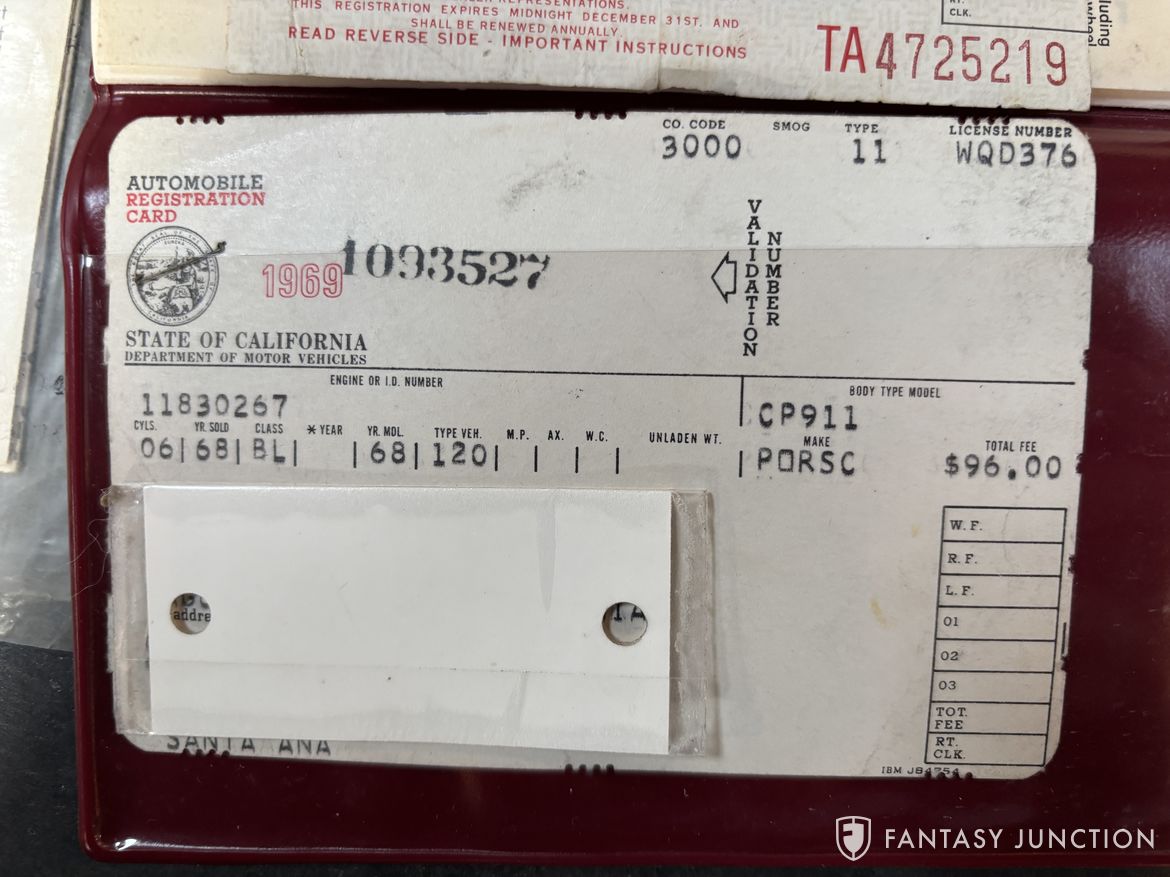 REPRESENTATIONS.
THIS REGISTRATION EXPIRES MIDNIGHT DECEMBER 31ST. AND
SHALL BE RENEWED ANNUALLY.
READ REVERSE SIDE - IMPORTANT INSTRUCTIONS
TA4725219
CLK.
CO. CODE SMOG TYPE LICENSE NUMBER
3000 11 WQD376
AUTOMOBILE
REGISTRATION
CARD
VALIDATION
NUMBER
1969 1093527
STATE OF CALIFORNIA
DEPARTMENT OF MOTOR VEHICLES
ENGINE OR I.D. NUMBER BODY TYPE MODEL
11830267 CP911
CYLS. YR. SOLD CLASS *YEAR YR. MDL. TYPE VEH. M.P. AX. W.C. UNLADEN WT. MAKE TOTAL FEE
06 68 BL 68 120 PORSC $96.00
W.F.
R.F.
L.F.
01
02
03
TOT.
FEE
RT.
CLK.
addre
SANTA ANA
FANTASY JUNCTION